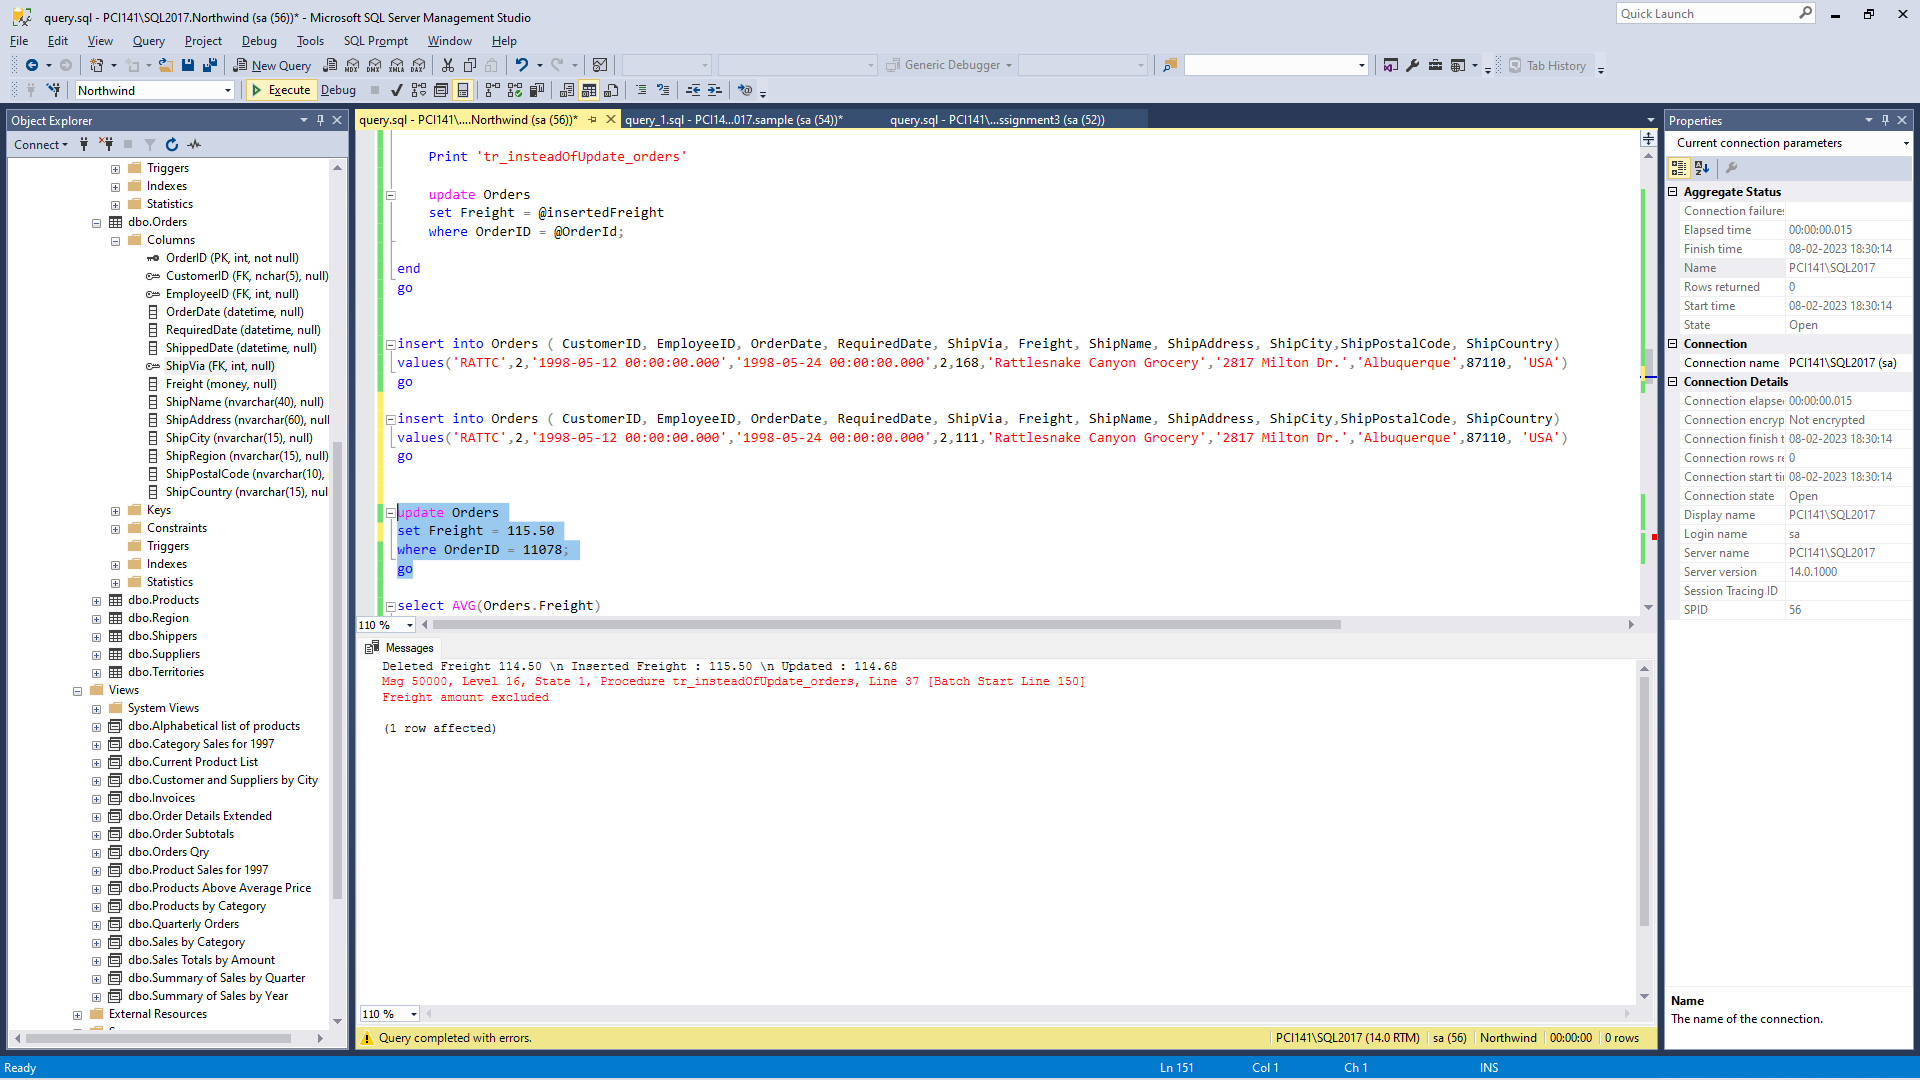 query.sql - PCI141\SQL2017.Northwind (sa (56))* - Microsoft SQL Server Management Studio
Quick Launch
File Edit View Query Project Debug Tools SQL Prompt Window Help
New Query
MDX DMX XMLA DAX
Generic Debugger
Tab History
Northwind
Execute
Debug
Object Explorer
Connect
Triggers
Indexes
Statistics
dbo.Orders
Columns
OrderID (PK, int, not null)
CustomerID (FK, nchar(5), null)
EmployeeID (FK, int, null)
OrderDate (datetime, null)
RequiredDate (datetime, null)
ShippedDate (datetime, null)
ShipVia (FK, int, null)
Freight (money, null)
ShipName (nvarchar(40), null)
ShipAddress (nvarchar(60), null
ShipCity (nvarchar(15), null)
ShipRegion (nvarchar(15), null)
ShipPostalCode (nvarchar(10),
ShipCountry (nvarchar(15), nul
Keys
Constraints
Triggers
Indexes
Statistics
dbo.Products
dbo.Region
dbo.Shippers
dbo.Suppliers
dbo.Territories
Views
System Views
dbo.Alphabetical list of products
dbo.Category Sales for 1997
dbo.Current Product List
dbo.Customer and Suppliers by City
dbo.Invoices
dbo.Order Details Extended
dbo.Order Subtotals
dbo.Orders Qry
dbo.Product Sales for 1997
dbo.Products Above Average Price
dbo.Products by Category
dbo.Quarterly Orders
dbo.Sales by Category
dbo.Sales Totals by Amount
dbo.Summary of Sales by Quarter
dbo.Summary of Sales by Year
External Resources
query.sql - PCI141\....Northwind (sa (56))*
query_1.sql - PCI14...017.sample (sa (54))*
query.sql - PCI141\...ssignment3 (sa (52))
Print 'tr_insteadOfUpdate_orders'
update Orders
set Freight = @insertedFreight
where OrderID = @OrderId;
end
go
insert into Orders ( CustomerID, EmployeeID, OrderDate, RequiredDate, ShipVia, Freight, ShipName, ShipAddress, ShipCity,ShipPostalCode, ShipCountry)
values('RATTC',2,'1998-05-12 00:00:00.000','1998-05-24 00:00:00.000',2,168,'Rattlesnake Canyon Grocery','2817 Milton Dr.','Albuquerque',87110, 'USA')
go
insert into Orders ( CustomerID, EmployeeID, OrderDate, RequiredDate, ShipVia, Freight, ShipName, ShipAddress, ShipCity,ShipPostalCode, ShipCountry)
values('RATTC',2,'1998-05-12 00:00:00.000','1998-05-24 00:00:00.000',2,111,'Rattlesnake Canyon Grocery','2817 Milton Dr.','Albuquerque',87110, 'USA')
go
update Orders
set Freight = 115.50
where OrderID = 11078;
go
select AVG(Orders.Freight)
110 %
Messages
Deleted Freight 114.50 \n Inserted Freight : 115.50 \n Updated : 114.68
Msg 50000, Level 16, State 1, Procedure tr_insteadOfUpdate_orders, Line 37 [Batch Start Line 150]
Freight amount excluded
(1 row affected)
110 %
Query completed with errors.
PCI141\SQL2017 (14.0 RTM) sa (56) Northwind 00:00:00 0 rows
Properties
Current connection parameters
Aggregate Status
Connection failures
Elapsed time 00:00:00.015
Finish time 08-02-2023 18:30:14
Name PCI141\SQL2017
Rows returned 0
Start time 08-02-2023 18:30:14
State Open
Connection
Connection name PCI141\SQL2017 (sa)
Connection Details
Connection elapse 00:00:00.015
Connection encryp Not encrypted
Connection finish t 08-02-2023 18:30:14
Connection rows re 0
Connection start ti 08-02-2023 18:30:14
Connection state Open
Display name PCI141\SQL2017
Login name sa
Server name PCI141\SQL2017
Server version 14.0.1000
Session Tracing ID
SPID 56
Name
The name of the connection.
Ready
Ln 151 Col 1 Ch 1 INS